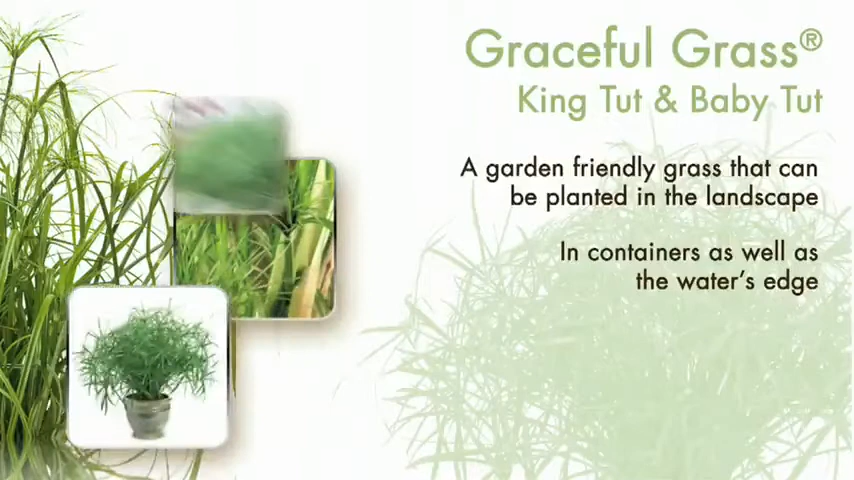 Graceful Grass®
King Tut & Baby Tut
A garden friendly grass that can
be planted in the landscape
In containers as well as
the water's edge